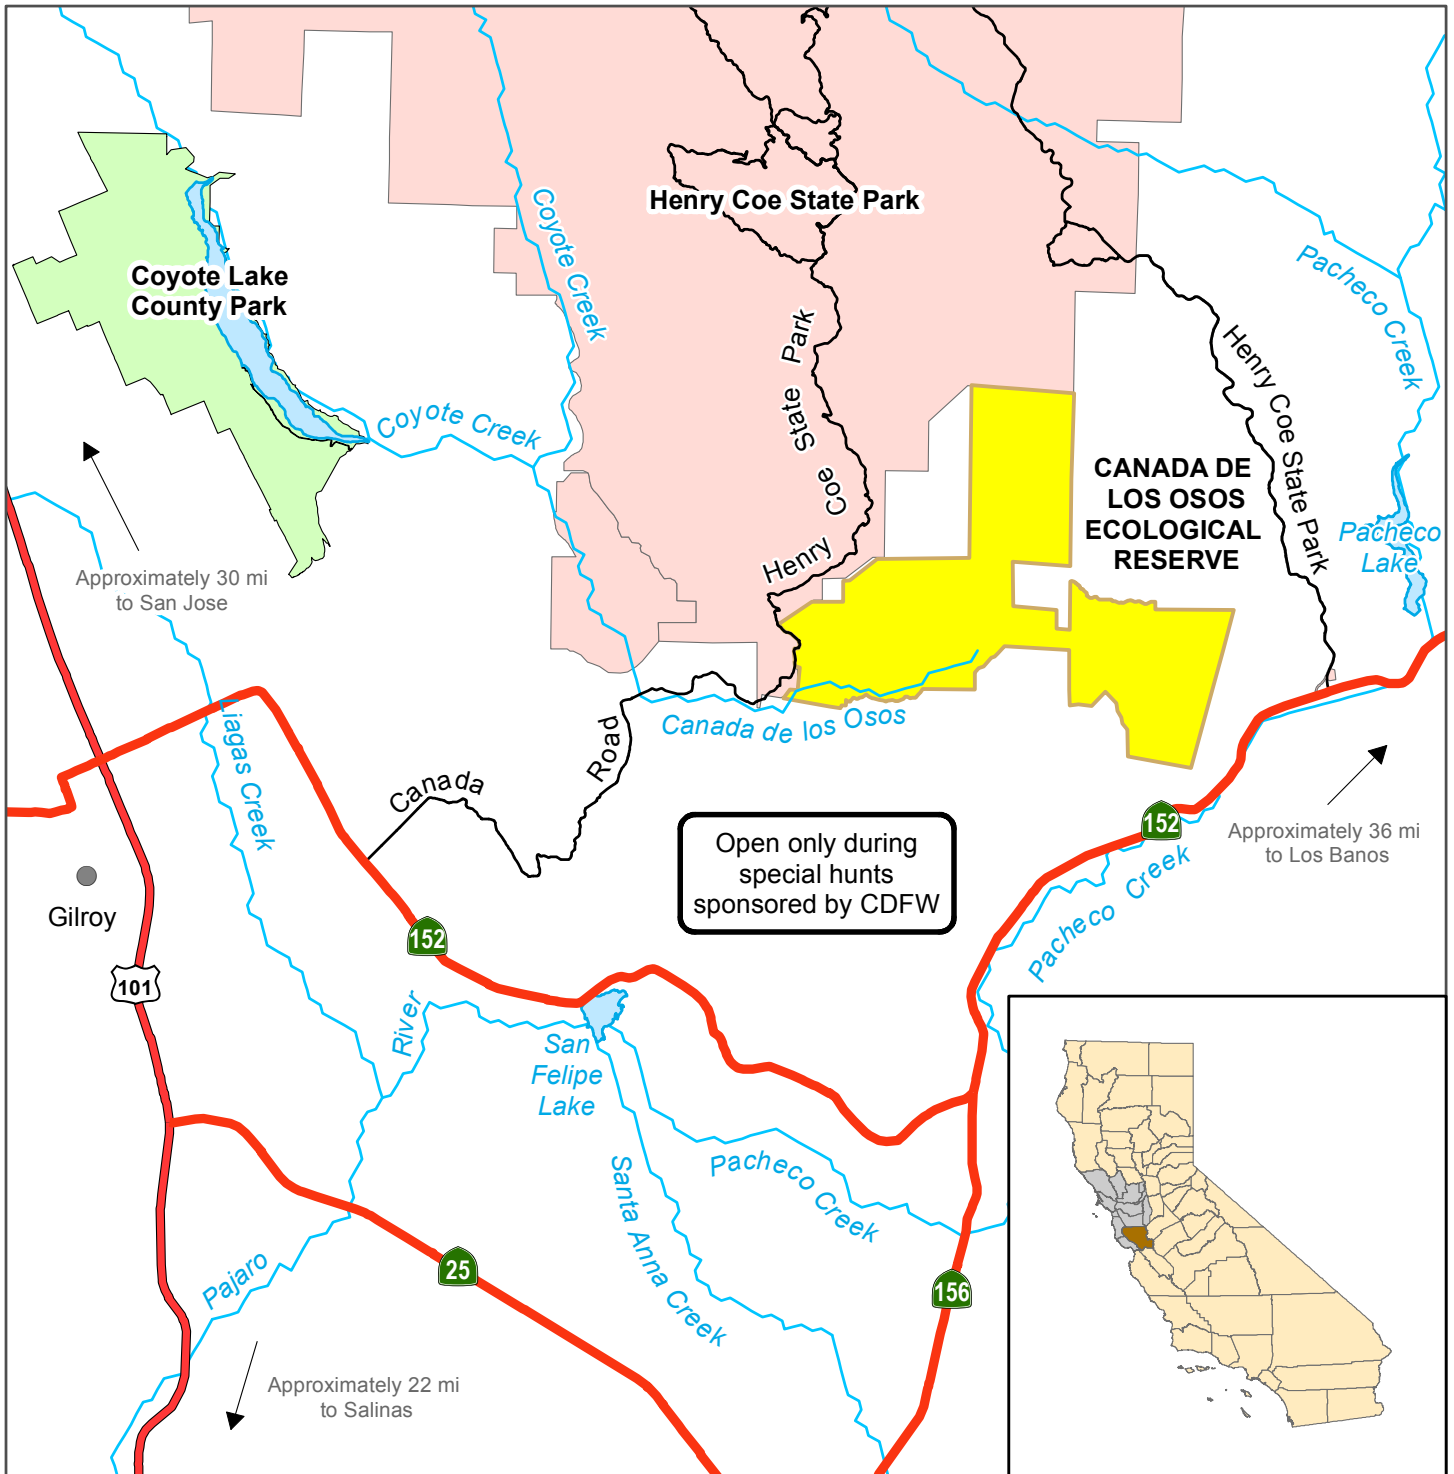 Henry Coe State Park
Coyote Lake
County Park
Coyote Creek
Coyote Creek
Pacheco Creek
Henry Coe State Park
Henry Coe State Park
CANADA DE
LOS OSOS
ECOLOGICAL
RESERVE
Pacheco
Lake
Approximately 30 mi
to San Jose
Liagas Creek
Canada de los Osos
Canada Road
Open only during
special hunts
sponsored by CDFW
152
Approximately 36 mi
to Los Banos
Pacheco Creek
Gilroy
152
101
San
Felipe
Lake
Pajaro River
Pacheco Creek
Santa Anna Creek
25
156
Approximately 22 mi
to Salinas